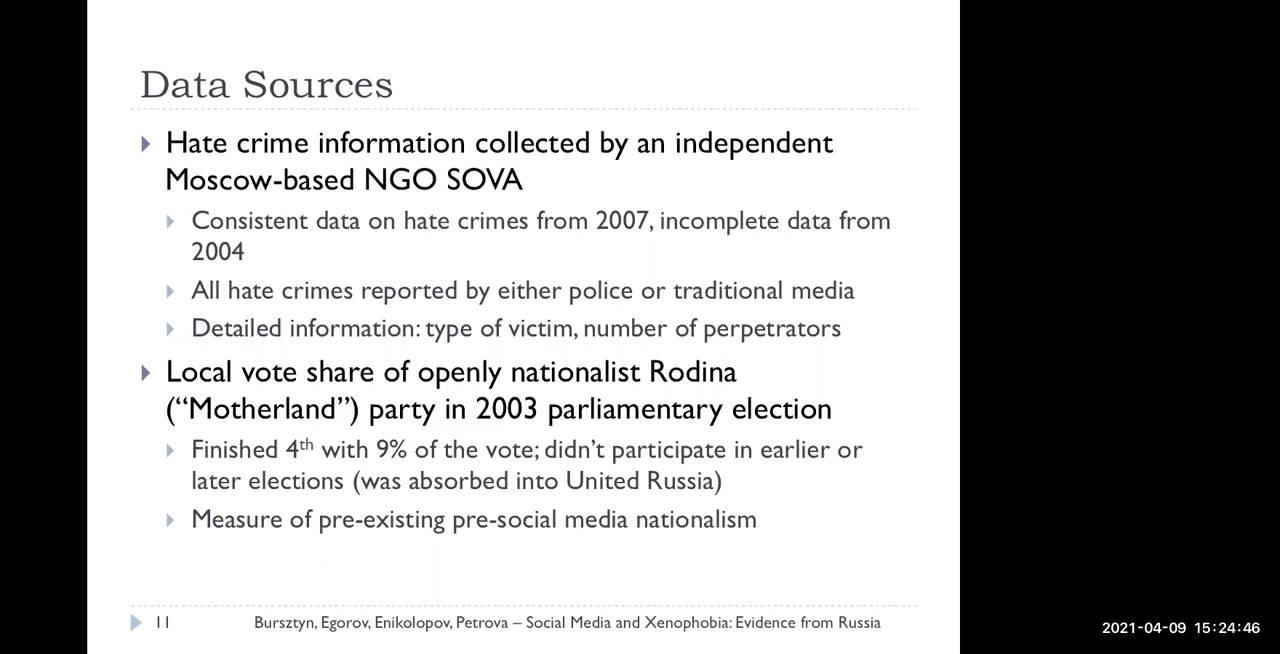 Data Sources
Hate crime information collected by an independent
Moscow-based NGO SOVA
Consistent data on hate crimes from 2007, incomplete data from
2004
All hate crimes reported by either police or traditional media
Detailed information: type of victim, number of perpetrators
Local vote share of openly nationalist Rodina
(“Motherland”) party in 2003 parliamentary election
Finished 4th with 9% of the vote; didn’t participate in earlier or
later elections (was absorbed into United Russia)
Measure of pre-existing pre-social media nationalism
11 Bursztyn, Egorov, Enikolopov, Petrova – Social Media and Xenophobia: Evidence from Russia
2021-04-09 15:24:46